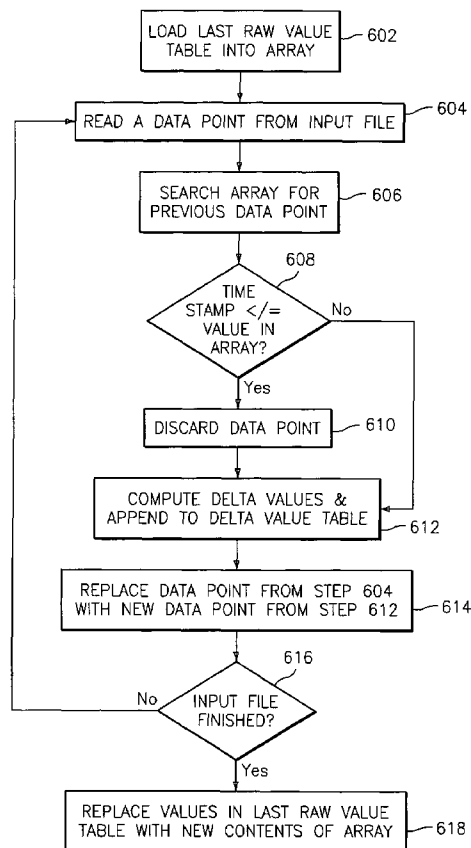 LOAD LAST RAW VALUE
TABLE INTO ARRAY
602
READ A DATA POINT FROM INPUT FILE
604
SEARCH ARRAY FOR
PREVIOUS DATA POINT
606
608
TIME
STAMP </=
VALUE IN
ARRAY?
No
Yes
DISCARD DATA POINT
610
COMPUTE DELTA VALUES &
APPEND TO DELTA VALUE TABLE
612
REPLACE DATA POINT FROM STEP 604
WITH NEW DATA POINT FROM STEP 612
614
616
No
INPUT FILE
FINISHED?
Yes
REPLACE VALUES IN LAST RAW VALUE
TABLE WITH NEW CONTENTS OF ARRAY
618